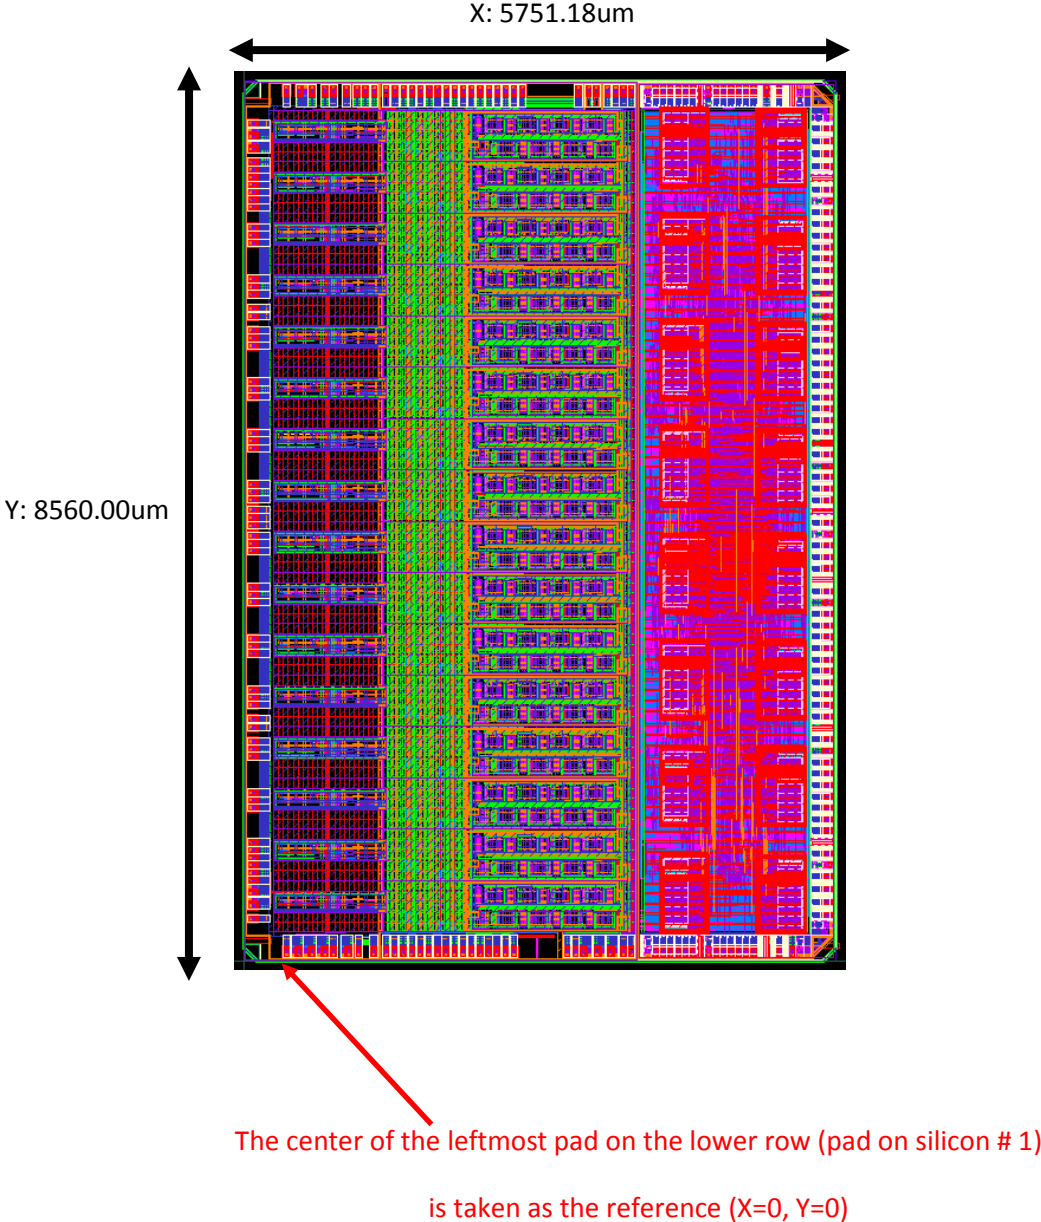 X: 5751.18um
Y: 8560.00um
The center of the leftmost pad on the lower row (pad on silicon # 1)
is taken as the reference (X=0, Y=0)